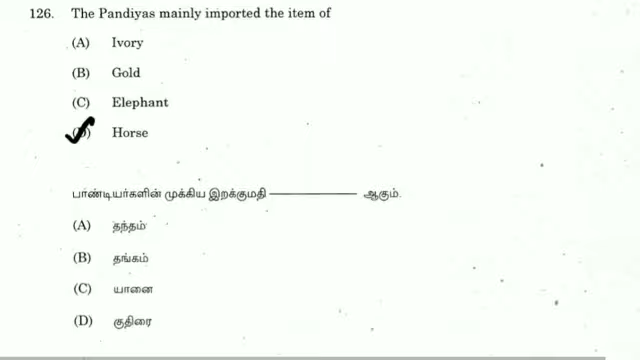 126. The Pandiyas mainly imported the item of
(A) Ivory
(B) Gold
(C) Elephant
(D) Horse
பாண்டியர்களின் முக்கிய இறக்குமதி ———— ஆகும்.
(A) தந்தம்
(B) தங்கம்
(C) யானை
(D) குதிரை